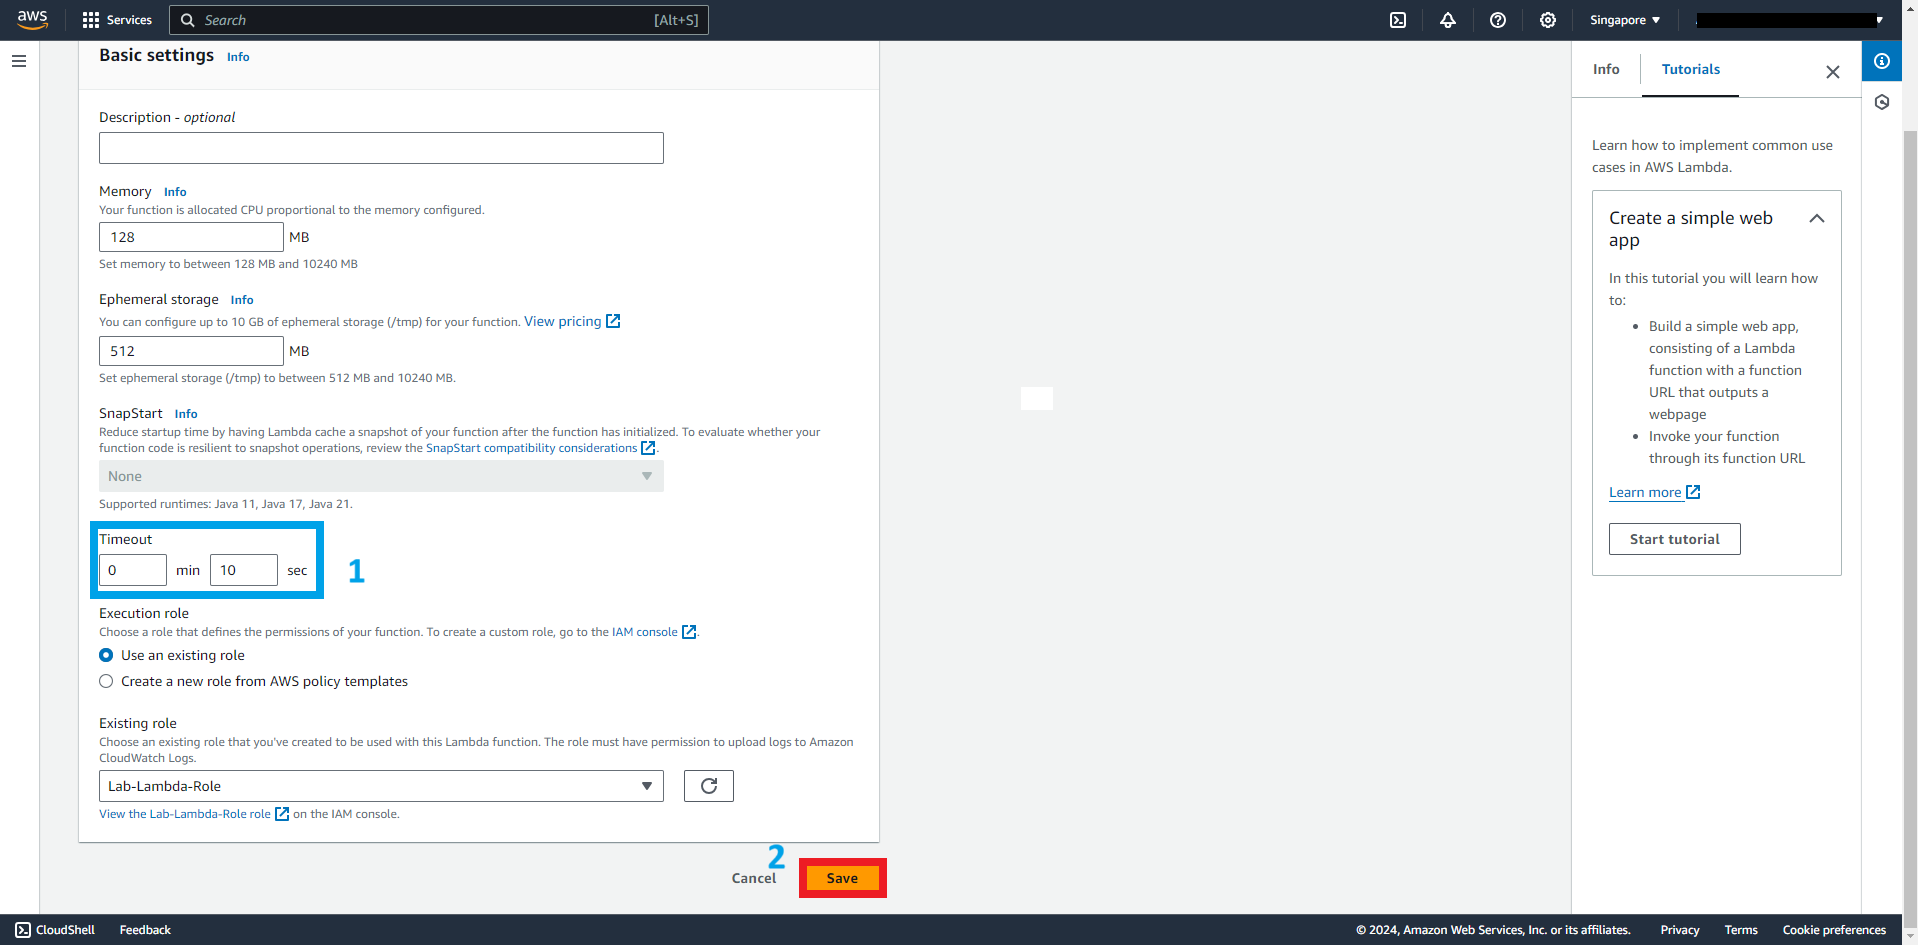 aws Services Search [Alt+S] Singapore
Basic settings Info
Description - optional
Memory Info
Your function is allocated CPU proportional to the memory configured.
128 MB
Set memory to between 128 MB and 10240 MB
Ephemeral storage Info
You can configure up to 10 GB of ephemeral storage (/tmp) for your function. View pricing
512 MB
Set ephemeral storage (/tmp) to between 512 MB and 10240 MB.
SnapStart Info
Reduce startup time by having Lambda cache a snapshot of your function after the function has initialized. To evaluate whether your
function code is resilient to snapshot operations, review the SnapStart compatibility considerations.
None
Supported runtimes: Java 11, Java 17, Java 21.
Timeout
0 min 10 sec 1
Execution role
Choose a role that defines the permissions of your function. To create a custom role, go to the IAM console.
Use an existing role
Create a new role from AWS policy templates
Existing role
Choose an existing role that you've created to be used with this Lambda function. The role must have permission to upload logs to Amazon
CloudWatch Logs.
Lab-Lambda-Role
View the Lab-Lambda-Role role on the IAM console.
2
Cancel Save
Info Tutorials
Learn how to implement common use
cases in AWS Lambda.
Create a simple web
app
In this tutorial you will learn how
to:
• Build a simple web app,
consisting of a Lambda
function with a function
URL that outputs a
webpage
• Invoke your function
through its function URL
Learn more
Start tutorial
CloudShell Feedback © 2024, Amazon Web Services, Inc. or its affiliates. Privacy Terms Cookie preferences